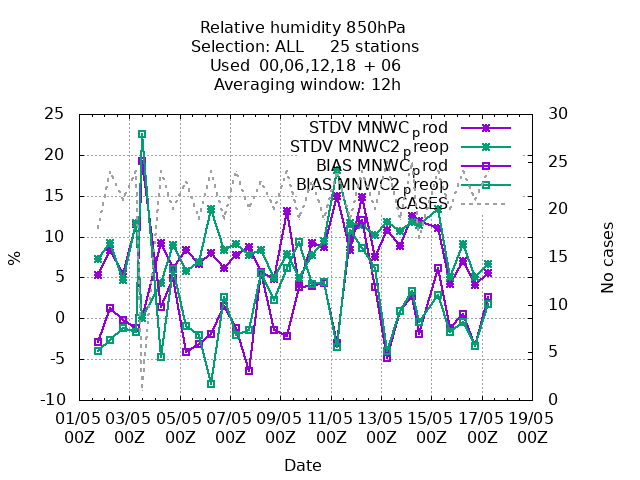 Relative humidity 850hPa
Selection: ALL 25 stations
Used 00,06,12,18 + 06
Averaging window: 12h
STDV MNWC_prod
STDV MNWC2_preop
BIAS MNWC_prod
BIAS MNWC2_preop
CASES
25
20
15
10
5
0
-5
-10
%
30
25
20
15
10
5
0
No cases
01/05 03/05 05/05 07/05 09/05 11/05 13/05 15/05 17/05 19/05
00Z 00Z 00Z 00Z 00Z 00Z 00Z 00Z 00Z 00Z
Date